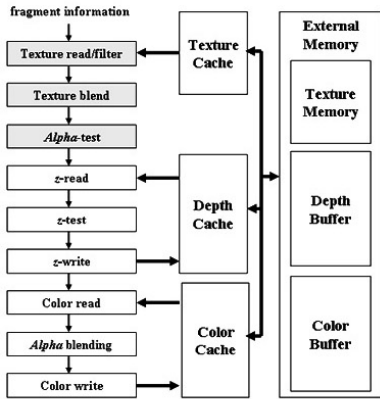 fragment information
Texture read/filter
Texture blend
Alpha-test
z-read
z-test
z-write
Color read
Alpha blending
Color write
Texture
Cache
Depth
Cache
Color
Cache
External
Memory
Texture
Memory
Depth
Buffer
Color
Buffer